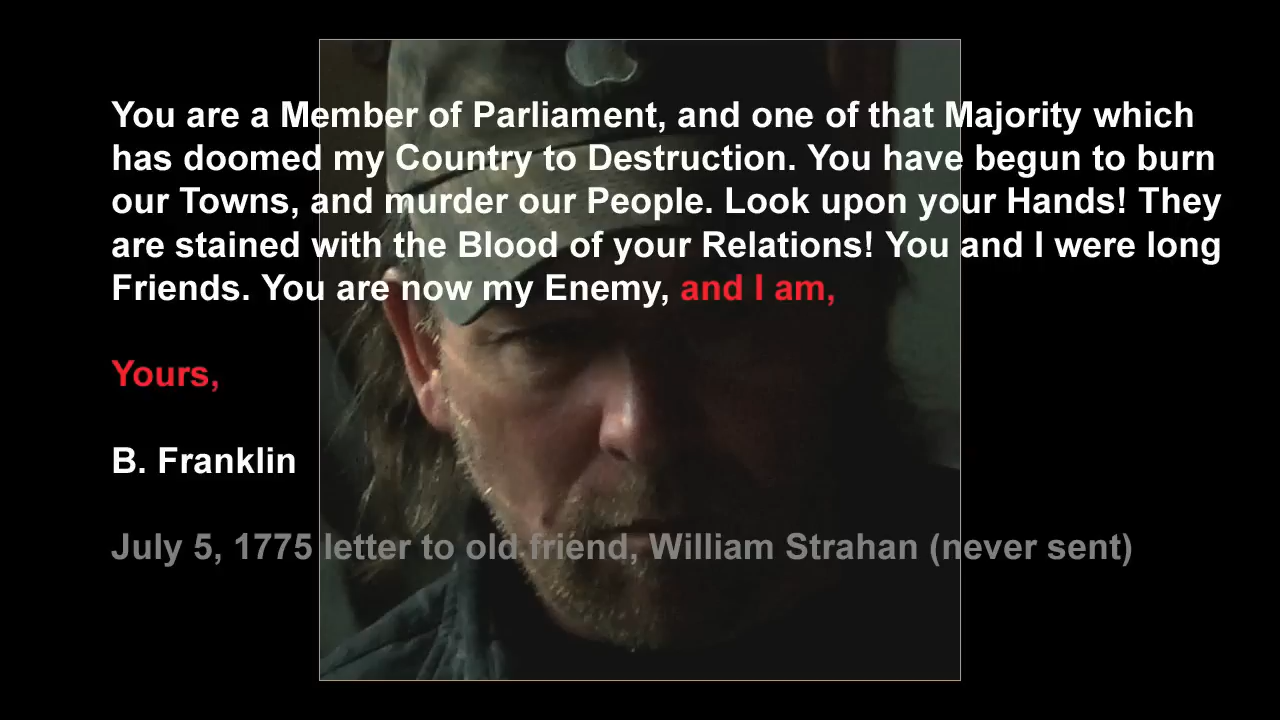 You are a Member of Parliament, and one of that Majority which
has doomed my Country to Destruction. You have begun to burn
our Towns, and murder our People. Look upon your Hands! They
are stained with the Blood of your Relations! You and I were long
Friends. You are now my Enemy, and I am,
Yours,
B. Franklin
July 5, 1775 letter to old friend, William Strahan (never sent)